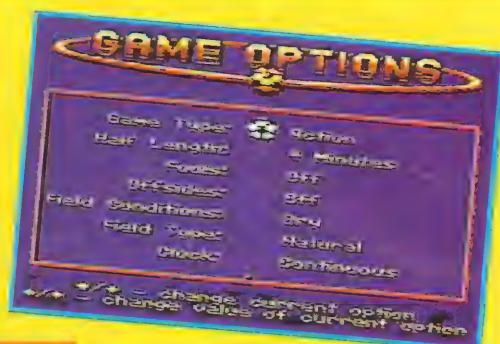 GAME OPTIONS
Game Type: Action
Half Length: 4 Minutes
Fouls: Off
Offsides: Off
Field Conditions: Dry
Field Type: Natural
Clock: Continuous
= change current option
= change value of current option